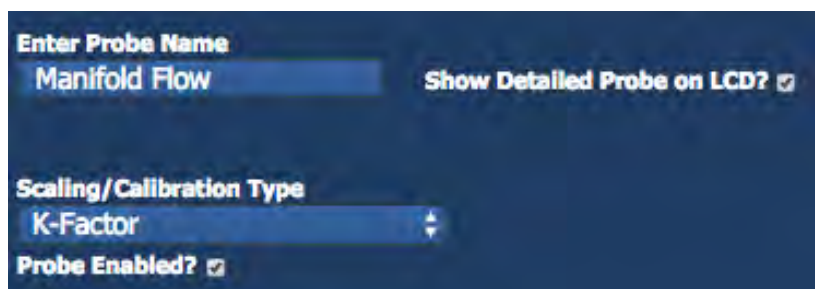 Enter Probe Name
Manifold Flow
Show Detailed Probe on LCD?
Scaling/Calibration Type
K-Factor
Probe Enabled?